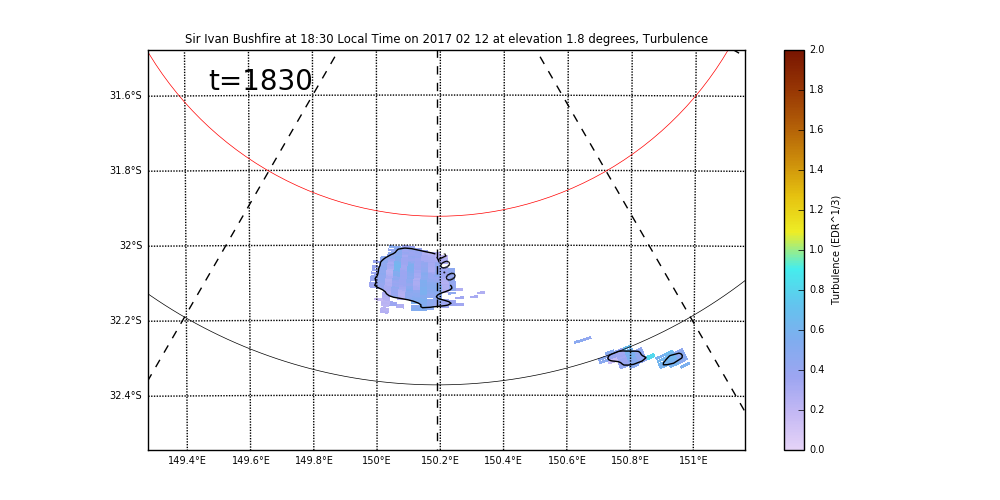 Sir Ivan Bushfire at 18:30 Local Time on 2017 02 12 at elevation 1.8 degrees, Turbulence
t=1830
31.6°S
31.8°S
32°S
32.2°S
32.4°S
149.4°E 149.6°E 149.8°E 150°E 150.2°E 150.4°E 150.6°E 150.8°E 151°E
2.0
1.8
1.6
1.4
1.2
1.0
0.8
0.6
0.4
0.2
0.0
Turbulence (EDR^1/3)